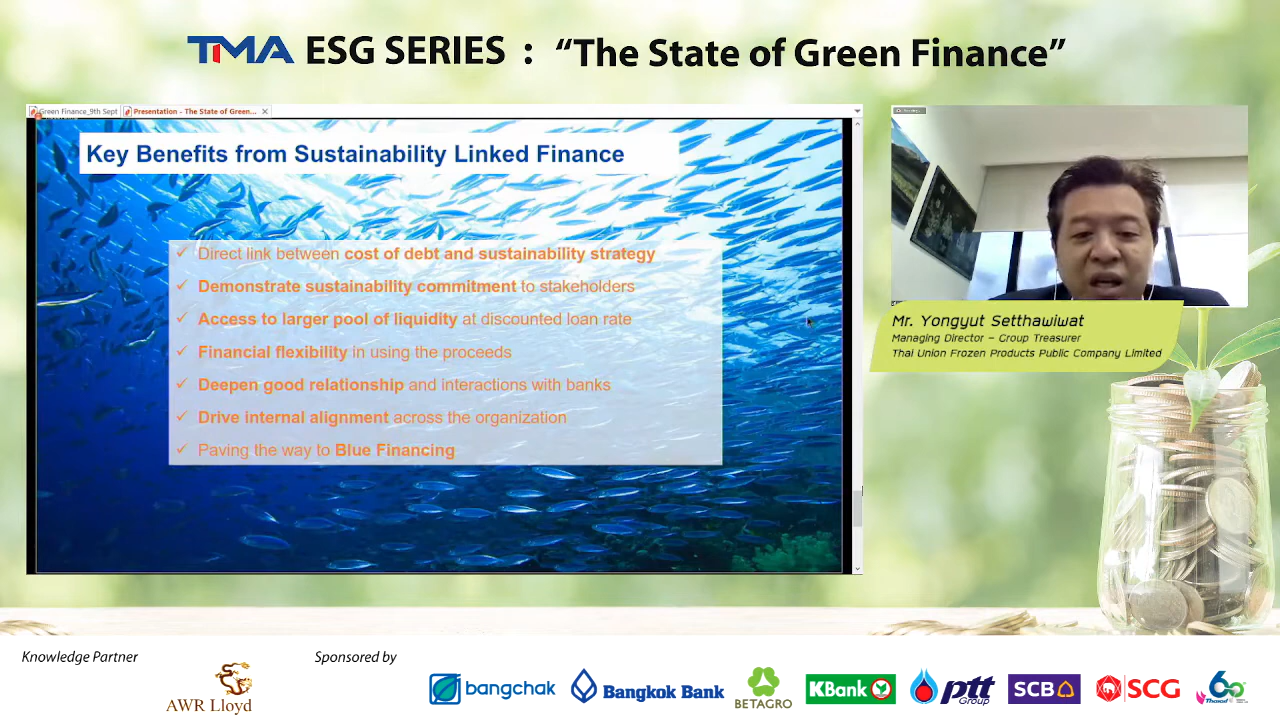 TMA ESG SERIES : “The State of Green Finance”
Green Finance_9th Sept
Presentation - The State of Green...
Key Benefits from Sustainability Linked Finance
✓ Direct link between cost of debt and sustainability strategy
✓ Demonstrate sustainability commitment to stakeholders
✓ Access to larger pool of liquidity at discounted loan rate
✓ Financial flexibility in using the proceeds
✓ Deepen good relationship and interactions with banks
✓ Drive internal alignment across the organization
✓ Paving the way to Blue Financing
Mr. Yongyut Setthawiwat
Managing Director – Group Treasurer
Thai Union Frozen Products Public Company Limited
Knowledge Partner
AWR Lloyd
Sponsored by
bangchak
Bangkok Bank
BETAGRO
KBank
ptt
Group
SCB
SCG
Thaioil
60